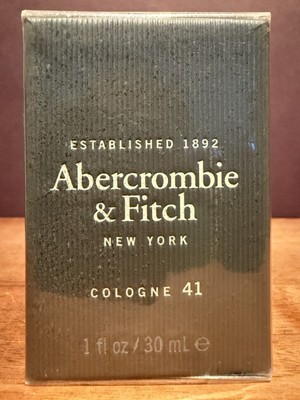 ESTABLISHED 1892
Abercrombie
& Fitch
NEW YORK
COLOGNE 41
1 fl oz / 30 mL ℮